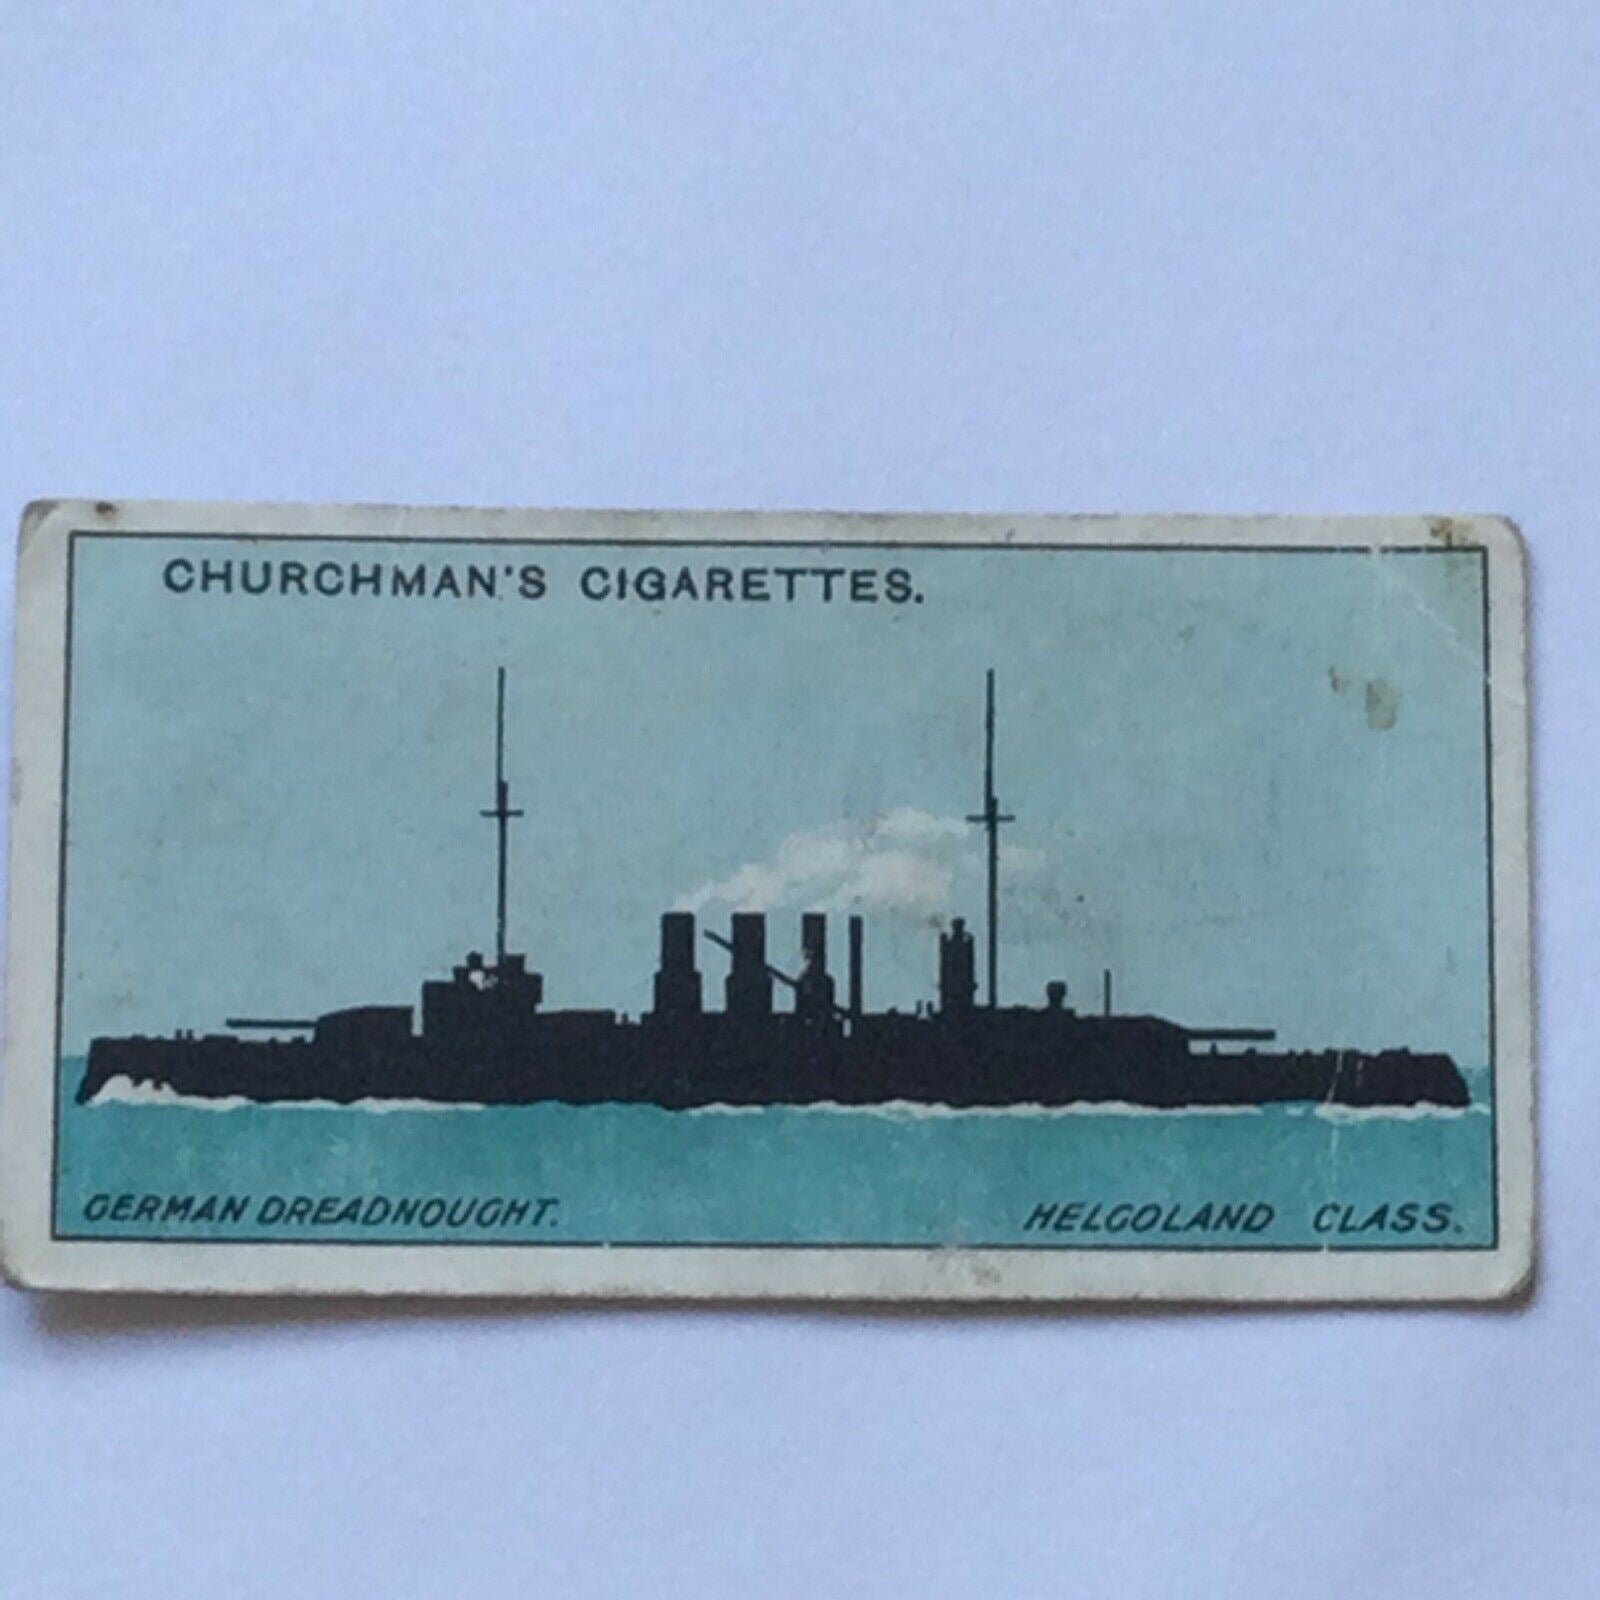 CHURCHMAN'S CIGARETTES.
GERMAN DREADNOUGHT. HELGOLAND CLASS.